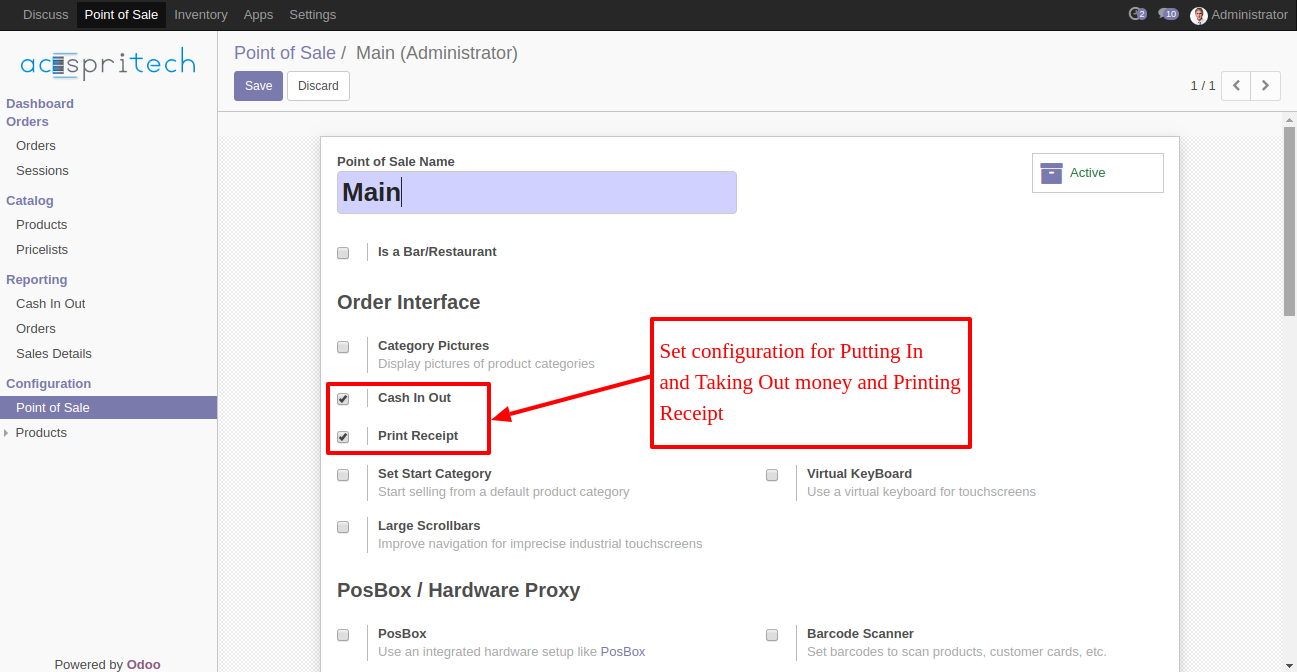 Discuss Point of Sale Inventory Apps Settings 2 10 Administrator
acespritech
Dashboard
Orders
Orders
Sessions
Catalog
Products
Pricelists
Reporting
Cash In Out
Orders
Sales Details
Configuration
Point of Sale
Products
Powered by Odoo
Point of Sale / Main (Administrator)
Save Discard 1 / 1
Point of Sale Name
Main
Active
Is a Bar/Restaurant
Order Interface
Category Pictures
Display pictures of product categories
Cash In Out
Print Receipt
Set configuration for Putting In
and Taking Out money and Printing
Receipt
Set Start Category
Start selling from a default product category
Virtual KeyBoard
Use a virtual keyboard for touchscreens
Large Scrollbars
Improve navigation for imprecise industrial touchscreens
PosBox / Hardware Proxy
PosBox
Use an integrated hardware setup like PosBox
Barcode Scanner
Set barcodes to scan products, customer cards, etc.